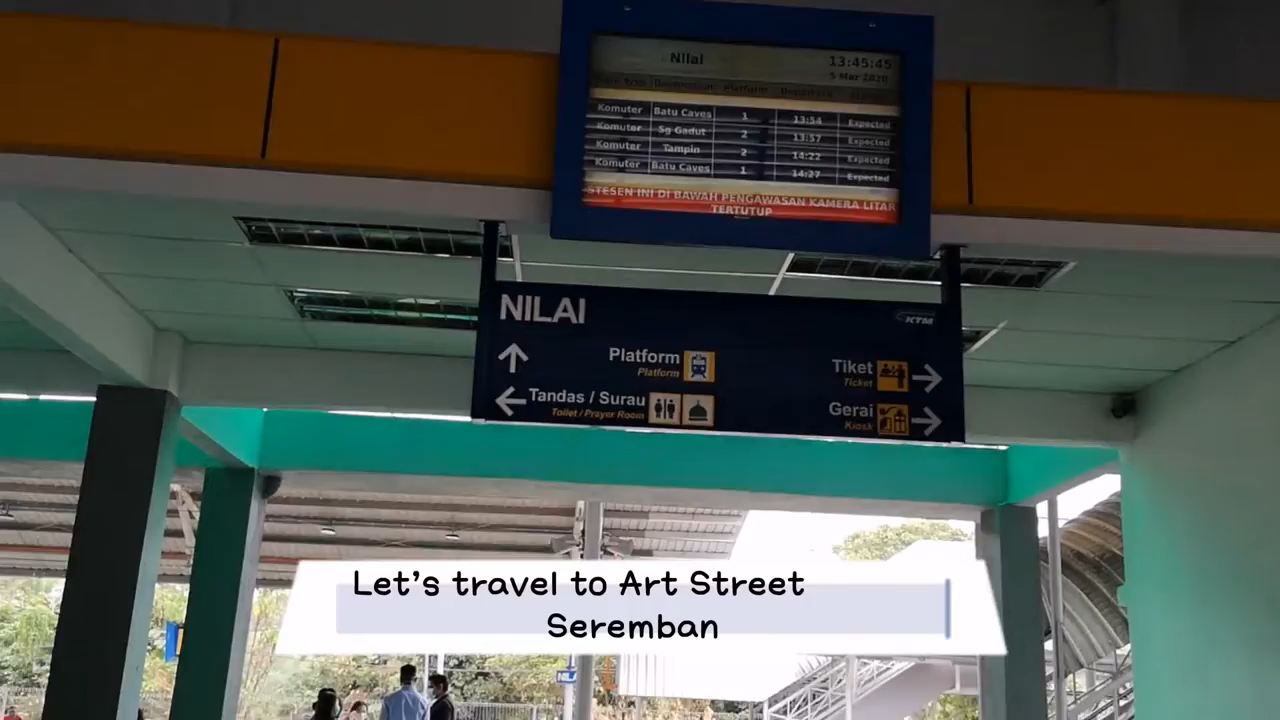 Nilai 13:45:45
5 Mar 2020
Komuter Batu Caves 1 13:54 Expected
Komuter Sg Gadut 2 13:57 Expected
Komuter Tampin 2 14:22 Expected
Komuter Batu Caves 1 14:27 Expected
STESEN INI DI BAWAH PENGAWASAN KAMERA LITAR
TERTUTUP
NILAI
KTM
Platform
Platform
Tiket
Ticket
Tandas / Surau
Toilet / Prayer Room
Gerai
Kiosk
Let's travel to Art Street
Seremban